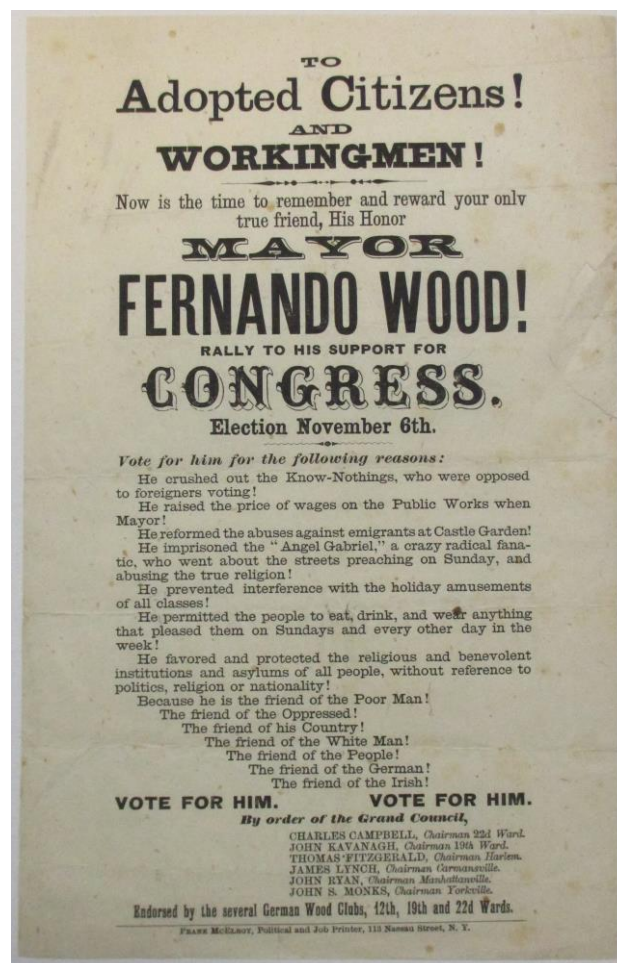 TO
Adopted Citizens!
AND
WORKINGMEN!
Now is the time to remember and reward your only
true friend, His Honor
MAYOR
FERNANDO WOOD!
RALLY TO HIS SUPPORT FOR
CONGRESS.
Election November 6th.
Vote for him for the following reasons:
He crushed out the Know-Nothings, who were opposed
to foreigners voting!
He raised the price of wages on the Public Works when
Mayor!
He reformed the abuses against emigrants at Castle Garden!
He imprisoned the "Angel Gabriel," a crazy radical fana-
tic, who went about the streets preaching on Sunday, and
abusing the true religion!
He prevented interference with the holiday amusements
of all classes!
He permitted the people to eat, drink, and wear anything
that pleased them on Sundays and every other day in the
week!
He favored and protected the religious and benevolent
institutions and asylums of all people, without reference to
politics, religion or nationality!
Because he is the friend of the Poor Man!
The friend of the Oppressed!
The friend of his Country!
The friend of the White Man!
The friend of the People!
The friend of the German!
The friend of the Irish!
VOTE FOR HIM. VOTE FOR HIM.
By order of the Grand Council,
CHARLES CAMPBELL, Chairman 22d Ward.
JOHN KAVANAGH, Chairman 19th Ward.
THOMAS FITZGERALD, Chairman Harlem.
JAMES LYNCH, Chairman Carmansville.
JOHN RYAN, Chairman Manhattanville.
JOHN S. MONKS, Chairman Yorkville.
Endorsed by the several German Wood Clubs, 12th, 19th and 22d Wards.
FRANK McELROY, Political and Job Printer, 113 Nassau Street, N. Y.